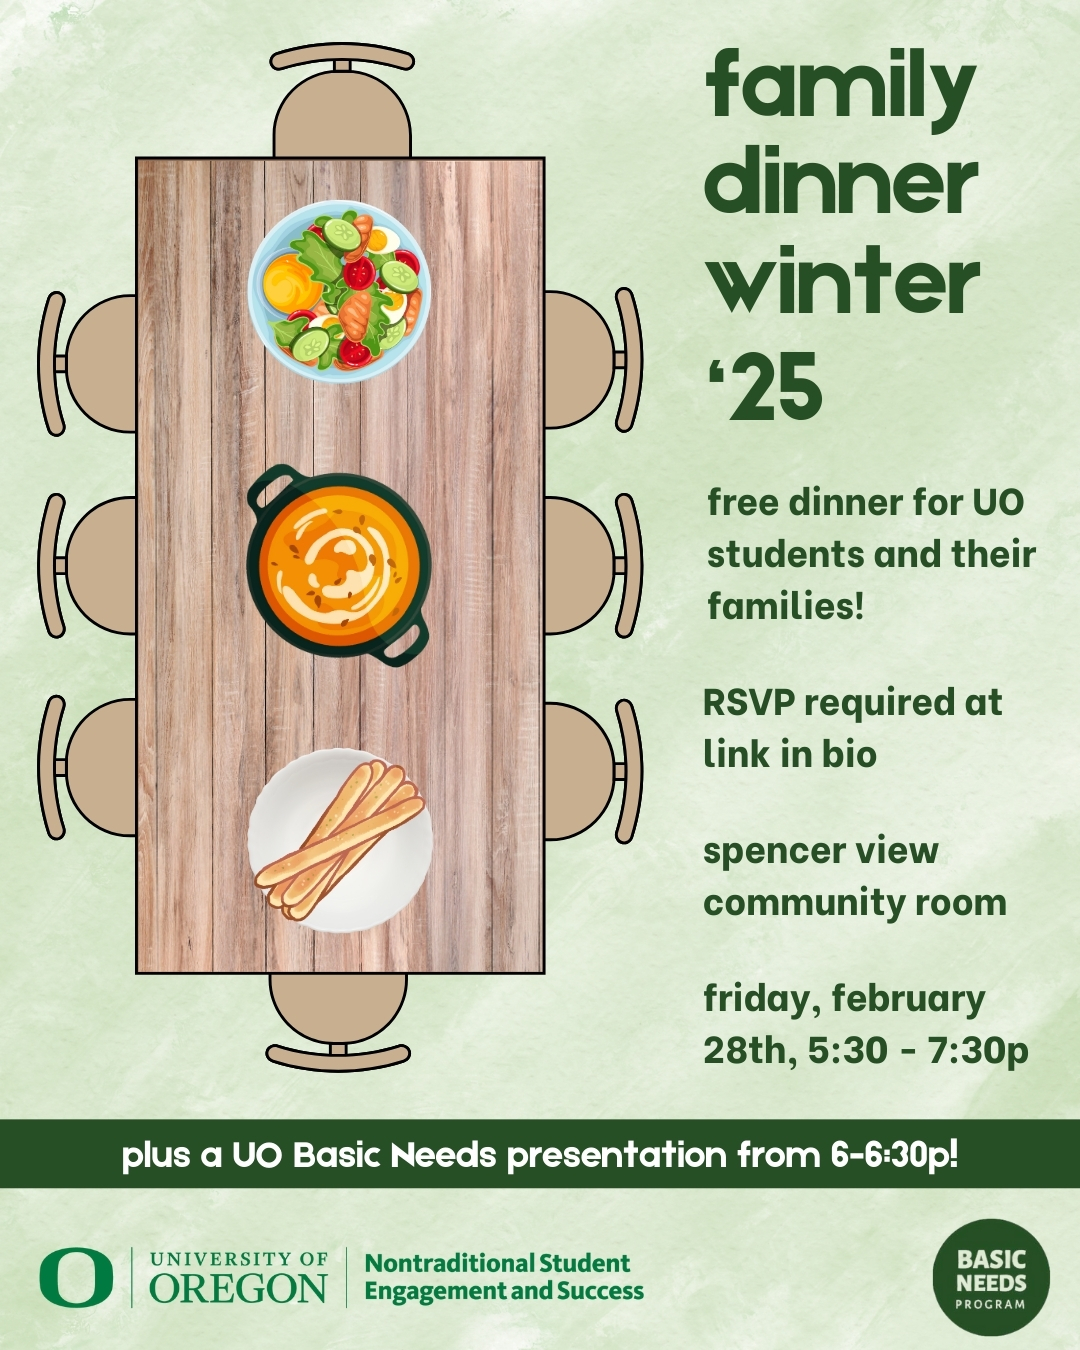 family
dinner
winter
‘25
free dinner for UO
students and their
families!
RSVP required at
link in bio
spencer view
community room
friday, february
28th, 5:30 - 7:30p
plus a UO Basic Needs presentation from 6-6:30p!
O
UNIVERSITY OF
OREGON
Nontraditional Student
Engagement and Success
BASIC
NEEDS
PROGRAM